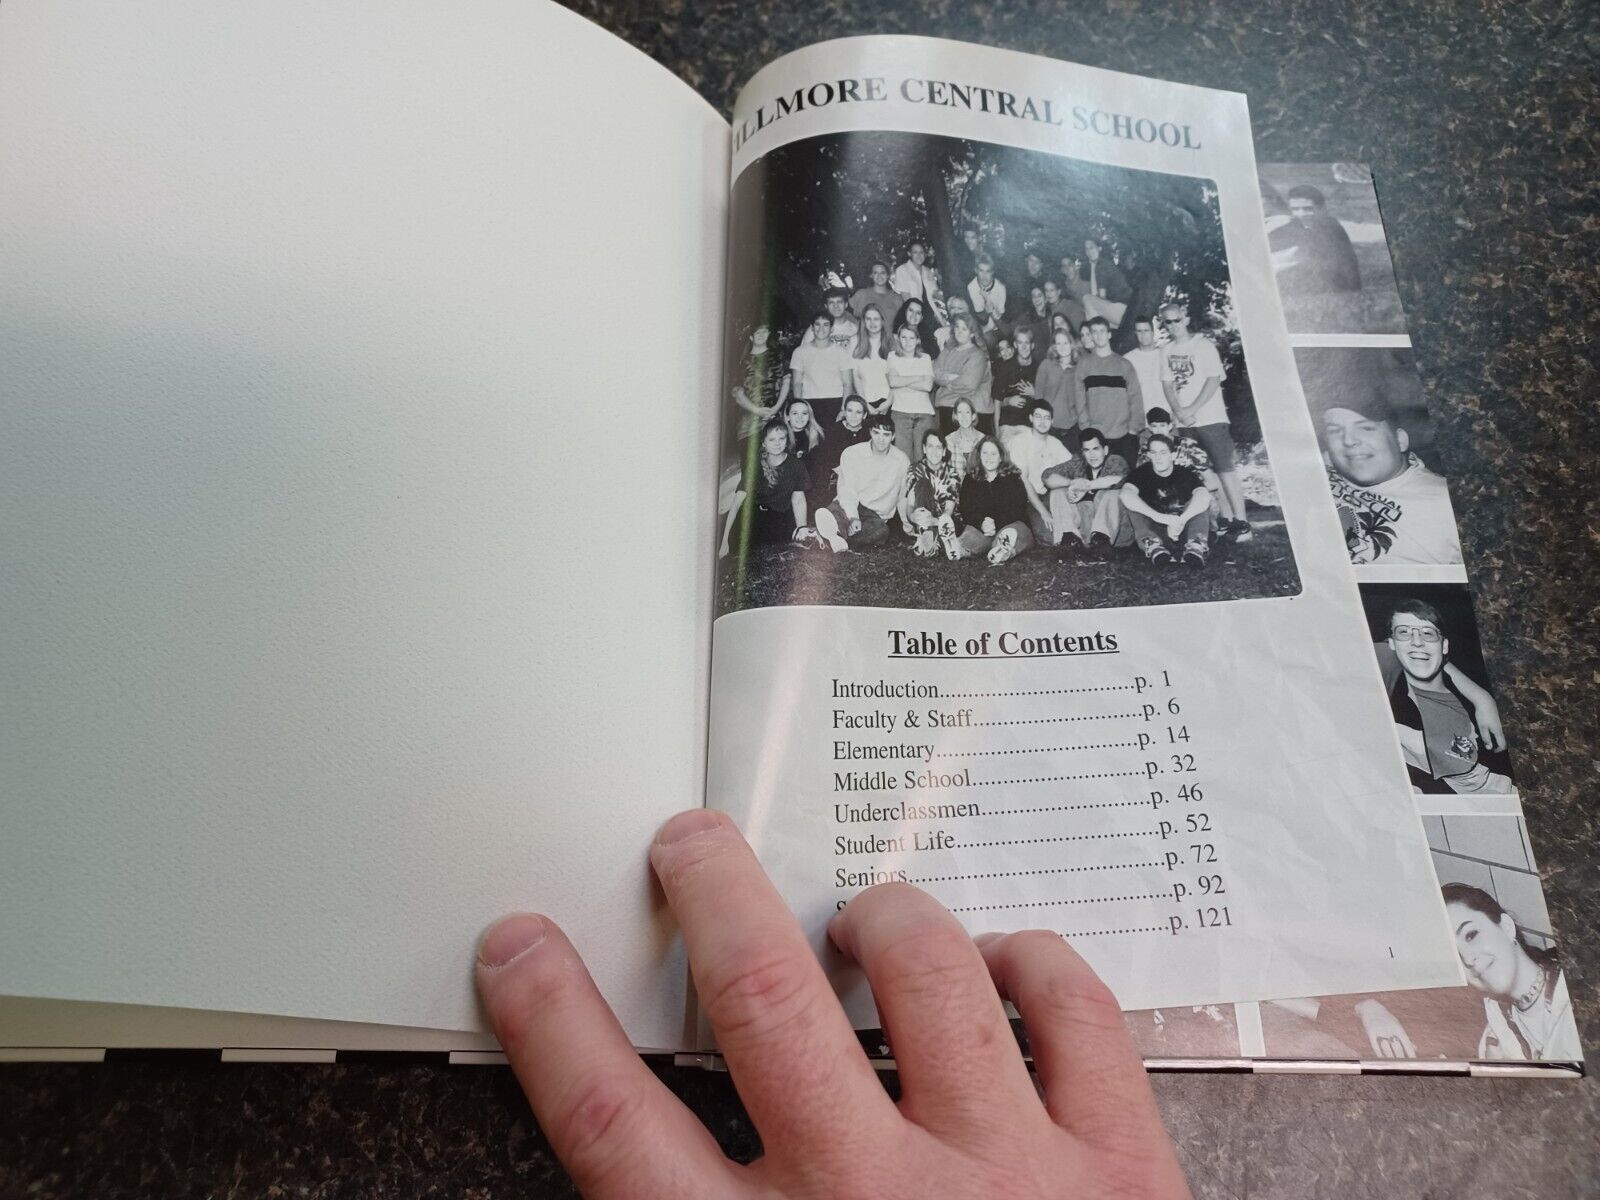 ILLMORE CENTRAL SCHOOL
Table of Contents
Introduction..................................p. 1
Faculty & Staff.............................p. 6
Elementary...................................p. 14
Middle School..............................p. 32
Underclassmen.............................p. 46
Student Life...................................p. 52
Seniors............................................p. 72
S.......................................p. 92
...................p. 121
1